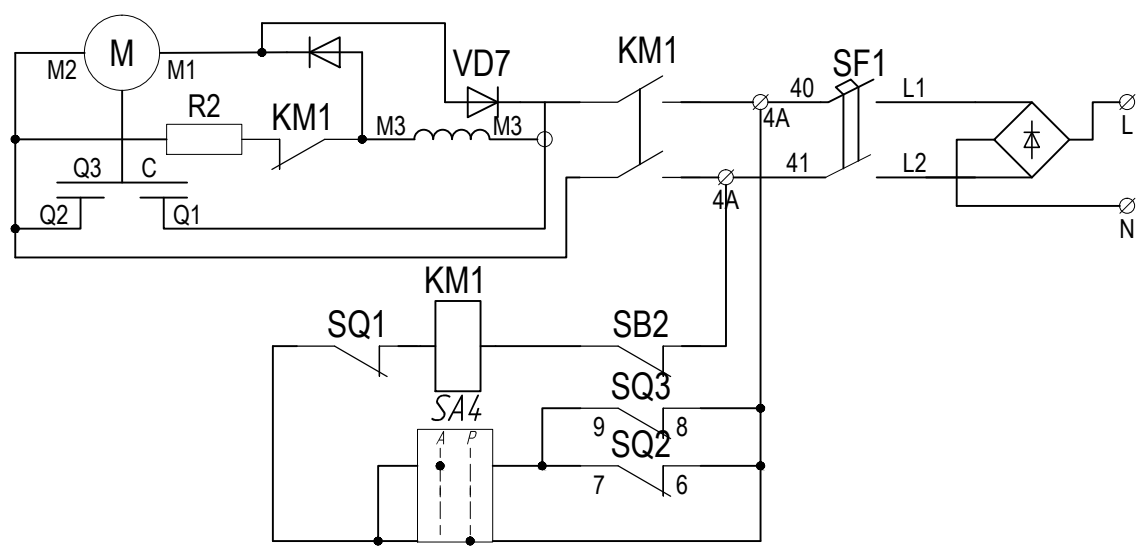 M2 M M1
VD7
KM1
SF1
40
L1
4A
L
R2
KM1
M3
M3
41
L2
4A
N
Q3 C
Q2
Q1
KM1
SQ1
SB2
SA4
A P
SQ3
9 8
SQ2
7 6